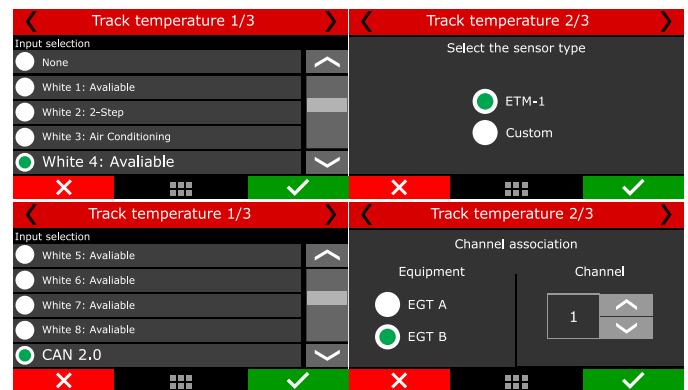 Track temperature 1/3
Input selection
None
White 1: Avaliable
White 2: 2-Step
White 3: Air Conditioning
White 4: Avaliable
Track temperature 2/3
Select the sensor type
ETM-1
Custom
Track temperature 1/3
Input selection
White 5: Avaliable
White 6: Avaliable
White 7: Avaliable
White 8: Avaliable
CAN 2.0
Track temperature 2/3
Channel association
Equipment
Channel
EGT A
EGT B
1